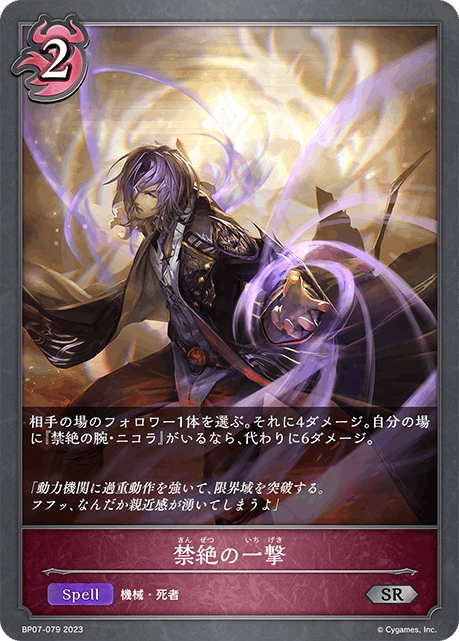 2
相手の場のフォロワー1体を選ぶ。それに4ダメージ。自分の場
に『禁絶の腕・ニコラ』がいるなら、代わりに6ダメージ。
「動力機関に過重動作を強いて、限界域を突破する。
フフッ、なんだか親近感が湧いてしまうよ」
きんぜつ いちげき
禁絶の一撃
Spell 機械・死者 SR
BP07-079 2023 © Cygames, Inc.